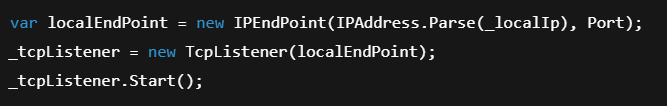 var localEndPoint = new IPEndPoint(IPAddress.Parse(_localIp), Port);
_tcpListener = new TcpListener(localEndPoint);
_tcpListener.Start();